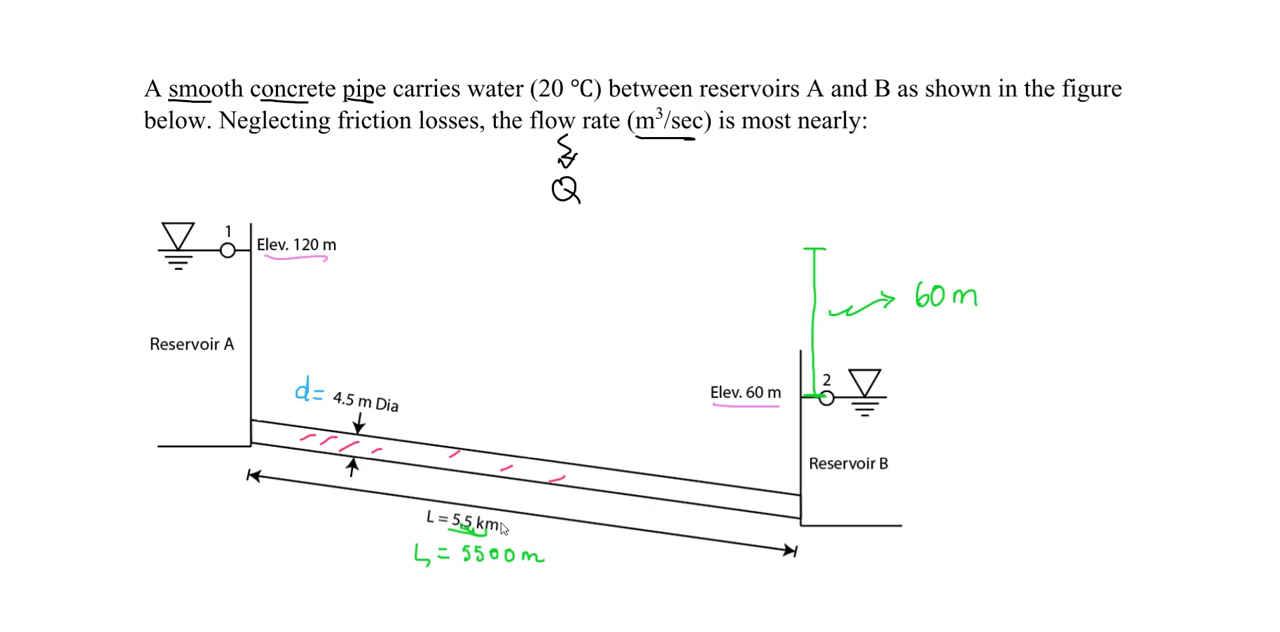 A smooth concrete pipe carries water (20 °C) between reservoirs A and B as shown in the figure
below. Neglecting friction losses, the flow rate (m³/sec) is most nearly:
Q
1
Elev. 120 m
60 m
Reservoir A
d= 4.5 m Dia
Elev. 60 m
2
Reservoir B
L = 5.5 km
L = 5500 m